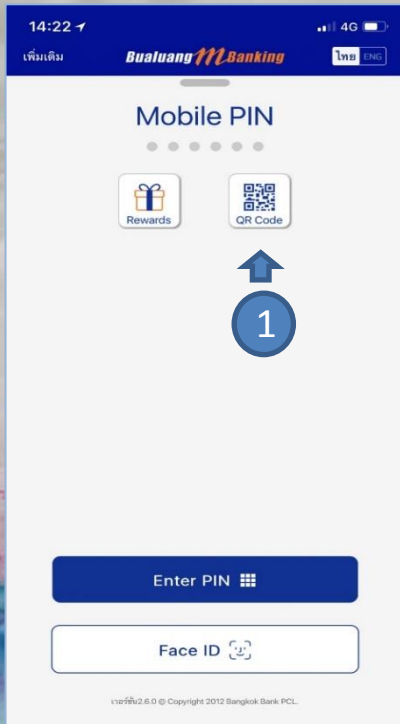 14:22 4G
เพิ่มเติม Bualuang mBanking ไทย ENG
Mobile PIN
Rewards QR Code
1
Enter PIN
Face ID
เวอร์ชั่น2.6.0 © Copyright 2012 Bangkok Bank PCL.